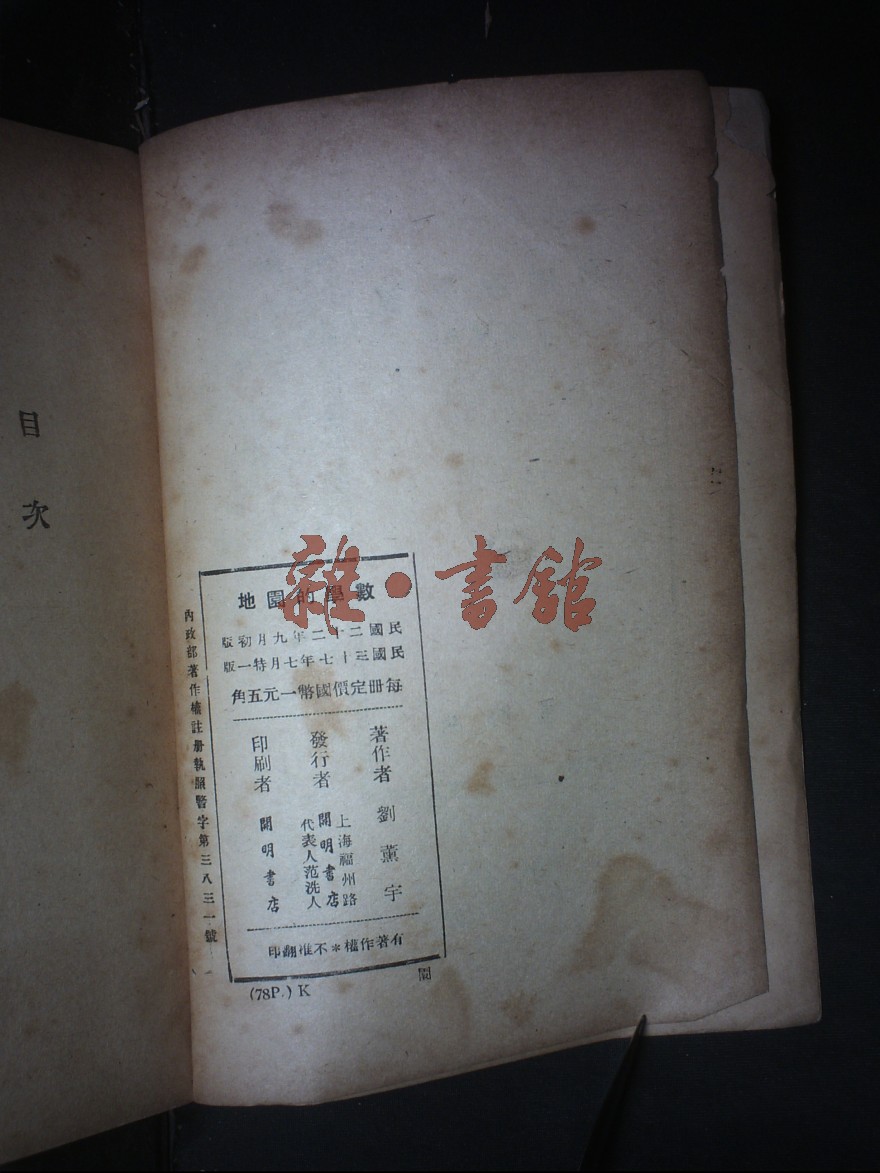 目次
雜·書館
數學的園地
民國二十二年九月初版
民國三十七年七月特一版
每冊定價國幣一元五角
著作者 劉薰宇
發行者 上海福州路
開明書店
代表人范洗人
印刷者 開明書店
有著作權*不准翻印
內政部著作權註册執照警字第三八三一號
(78P.) K